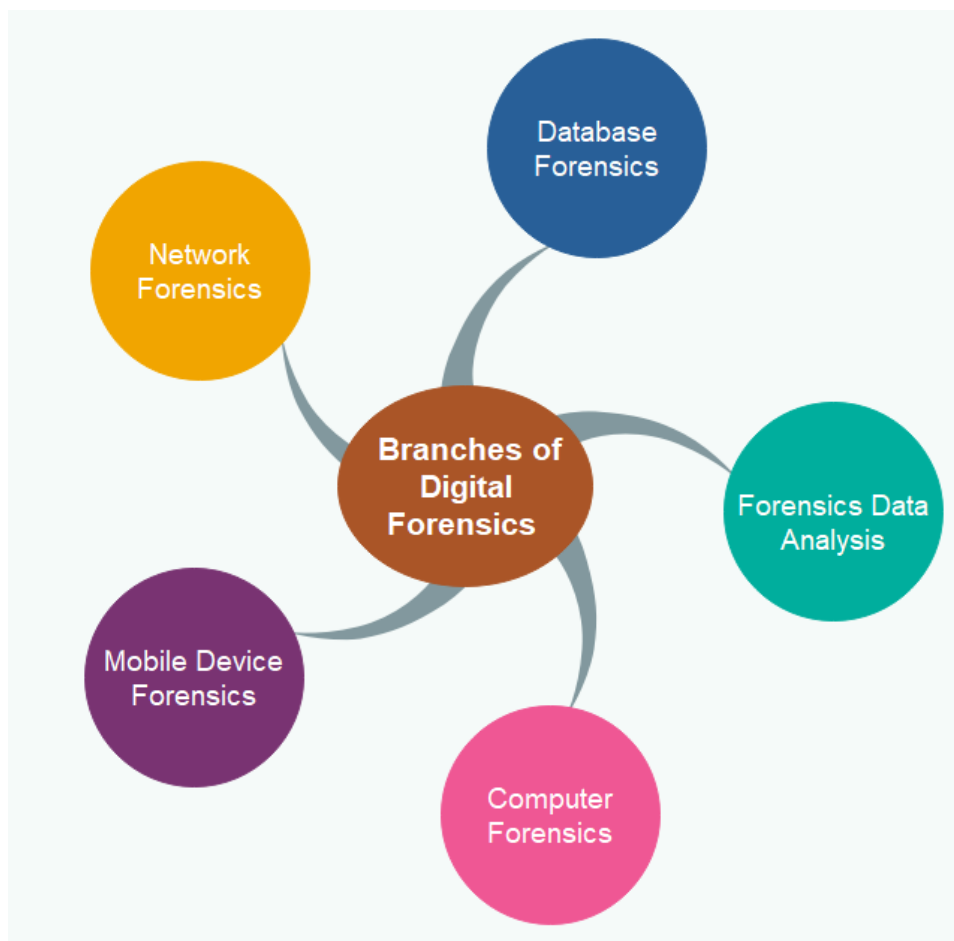 Database
Forensics
Network
Forensics
Branches of
Digital
Forensics
Forensics Data
Analysis
Mobile Device
Forensics
Computer
Forensics